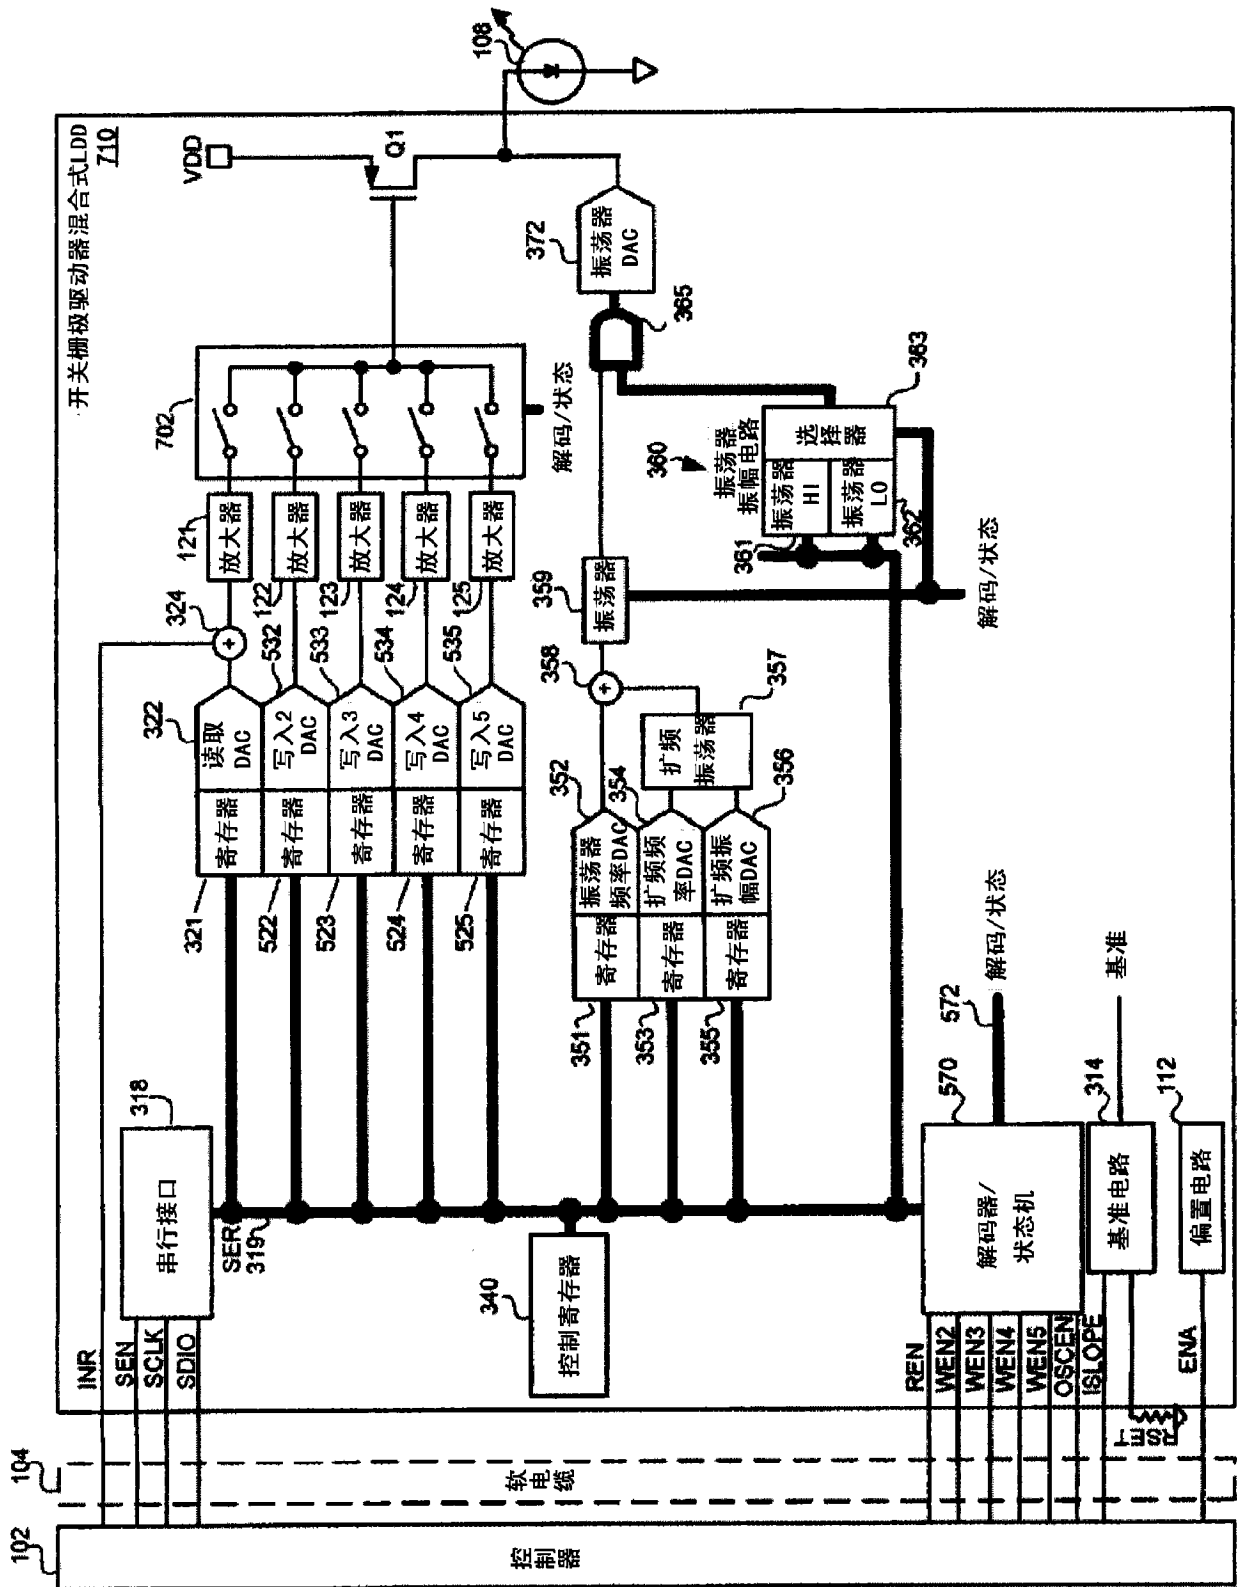 开关栅极驱动器混合式LDD
710
102
控制器
104
软电缆
INR
SEN
SCLK
SDIO
串行接口
318
SER
319
321
寄存器
读取
DAC
322
324
121
放大器
522
寄存器
写入2
DAC
532
122
放大器
523
寄存器
写入3
DAC
533
123
放大器
524
寄存器
写入4
DAC
534
124
放大器
525
寄存器
写入5
DAC
535
125
放大器
702
解码/状态
VDD
Q1
108
340
控制寄存器
351
寄存器
振荡器
频率DAC
352
353
寄存器
扩频频
率DAC
354
355
寄存器
扩频振
幅DAC
356
扩频
振荡器
357
358
359
振荡器
360
振荡器
振幅电路
361
振荡器
HI
振荡器
LO
362
选择器
363
365
372
振荡器
DAC
解码/状态
REN
WEN2
WEN3
WEN4
WEN5
OSCEN
ISLOPE
解码器/
状态机
570
572
解码/状态
基准电路
314
基准
RSET
ENA
偏置电路
112